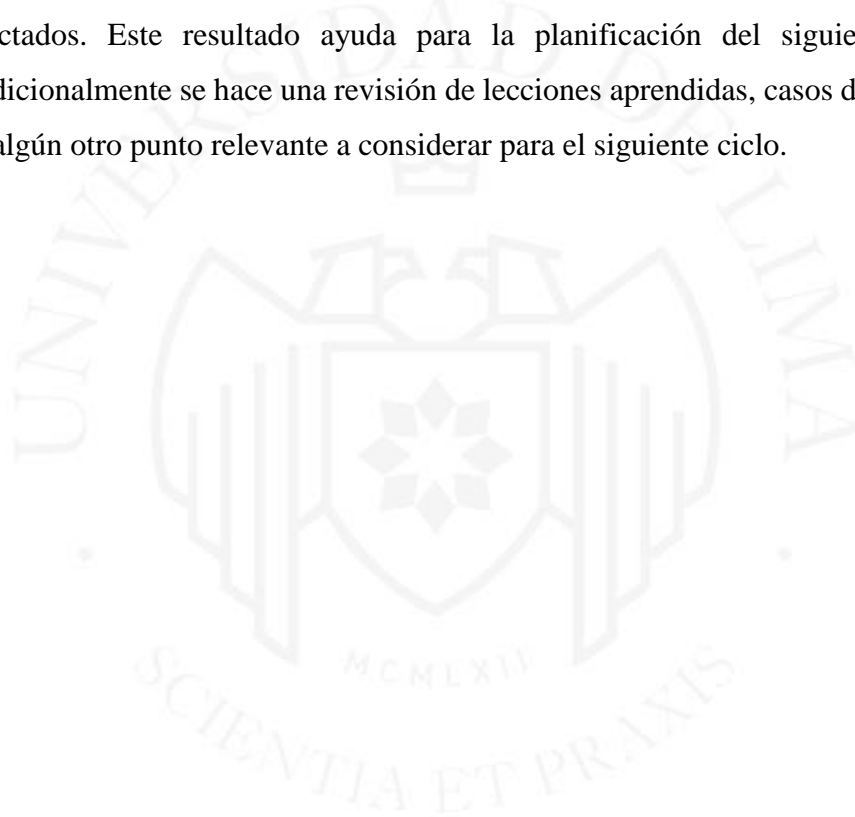 ctados. Este resultado ayuda para la planificación del siguie
dicionalmente se hace una revisión de lecciones aprendidas, casos d
algún otro punto relevante a considerar para el siguiente ciclo.
UNIVERSIDAD DE LIMA
MCMLXII
SCIENTIA ET PRAXIS